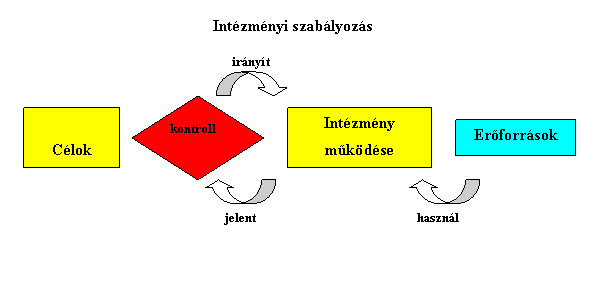 Intézményi szabályozás
irányít
Célok
kontroll
Intézmény
működése
Erőforrások
jelent
használ